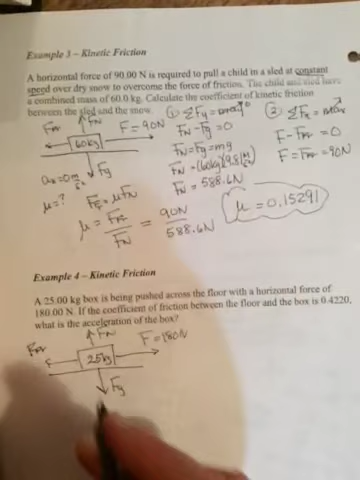 Example 3 – Kinetic Friction
A horizontal force of 90.00 N is required to pull a child in a sled at constant
speed over dry snow to overcome the force of friction. The child and sled have
a combined mass of 60.0 kg. Calculate the coefficient of kinetic friction
between the sled and the snow.
① ΣFy = may
FN - Fg = 0
FN = Fg = mg
FN = (60kg)(9.81 m/s²)
FN = 588.6N
② ΣFx = max
F - FFR = 0
F = FFR = 90N
FFR
FN
F = 90N
60kg
Fg
a = 0 m/s²
μ = ?
FFR = μFN
μ = FFR/FN = 90N/588.6N
μ = 0.15291
Example 4 – Kinetic Friction
A 25.00 kg box is being pushed across the floor with a horizontal force of
180.00 N. If the coefficient of friction between the floor and the box is 0.4220,
what is the acceleration of the box?
FFR
FN
F = 180N
25kg
Fg